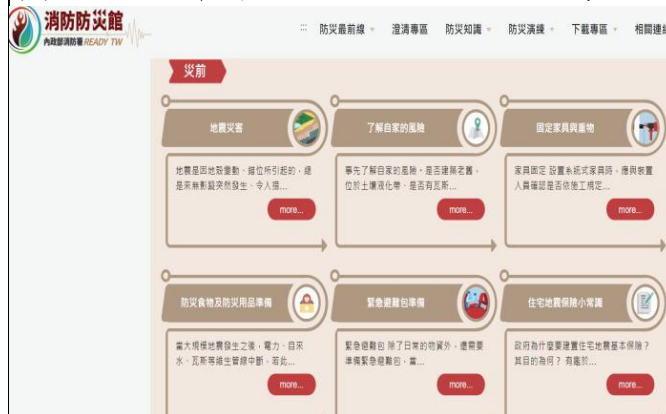 消防防災館
內政部消防署 READY TW
::: 防災最前線 澄清專區 防災知識 防災演練 下載專區 相關連結
災前
地震災害
地震是因地殼變動、錯位所引起的，總
是來無影蹤突然發生、令人措...
more...
了解自家的風險
事先了解自家的風險，是否建築老舊，
位於土壤液化帶、是否有瓦斯...
more...
固定家具與重物
家具固定 設置系統式家具時，應與裝置
人員確認是否依施工規定...
more...
防災食物及防災用品準備
當大規模地震發生之後，電力、自來
水、瓦斯等維生管線中斷，若此...
more...
緊急避難包準備
緊急避難包 除了日常的物資外，還需要
準備緊急避難包，當...
more...
住宅地震保險小常識
政府為什麼要建置住宅地震基本保險？
其目的為何？ 有鑑於...
more...